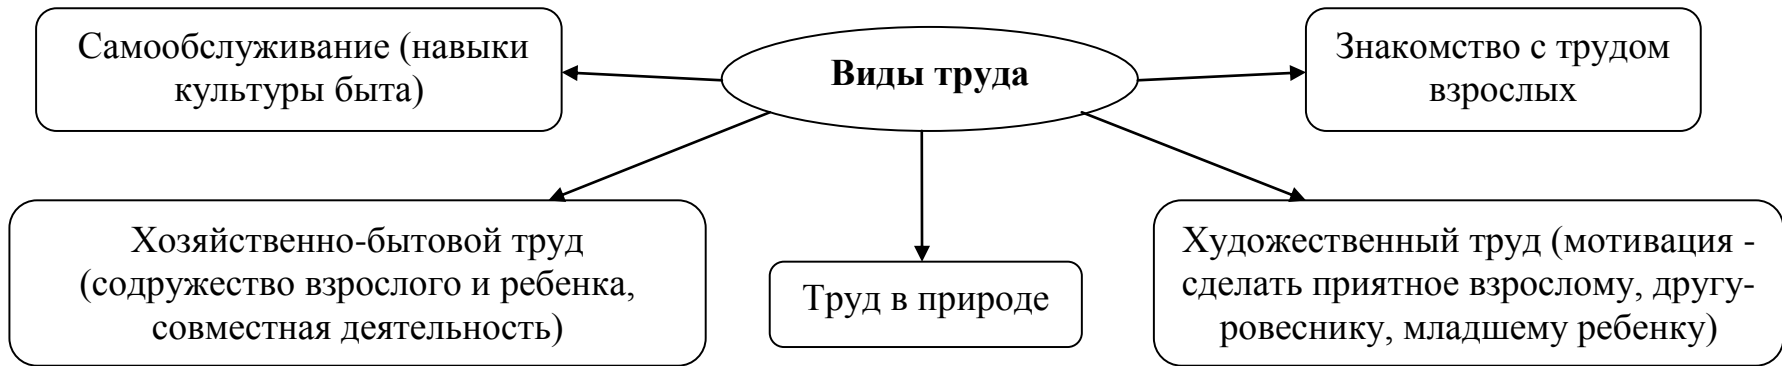 Самообслуживание (навыки
культуры быта)
Виды труда
Знакомство с трудом
взрослых
Хозяйственно-бытовой труд
(содружество взрослого и ребенка,
совместная деятельность)
Труд в природе
Художественный труд (мотивация -
сделать приятное взрослому, другу-
ровеснику, младшему ребенку)